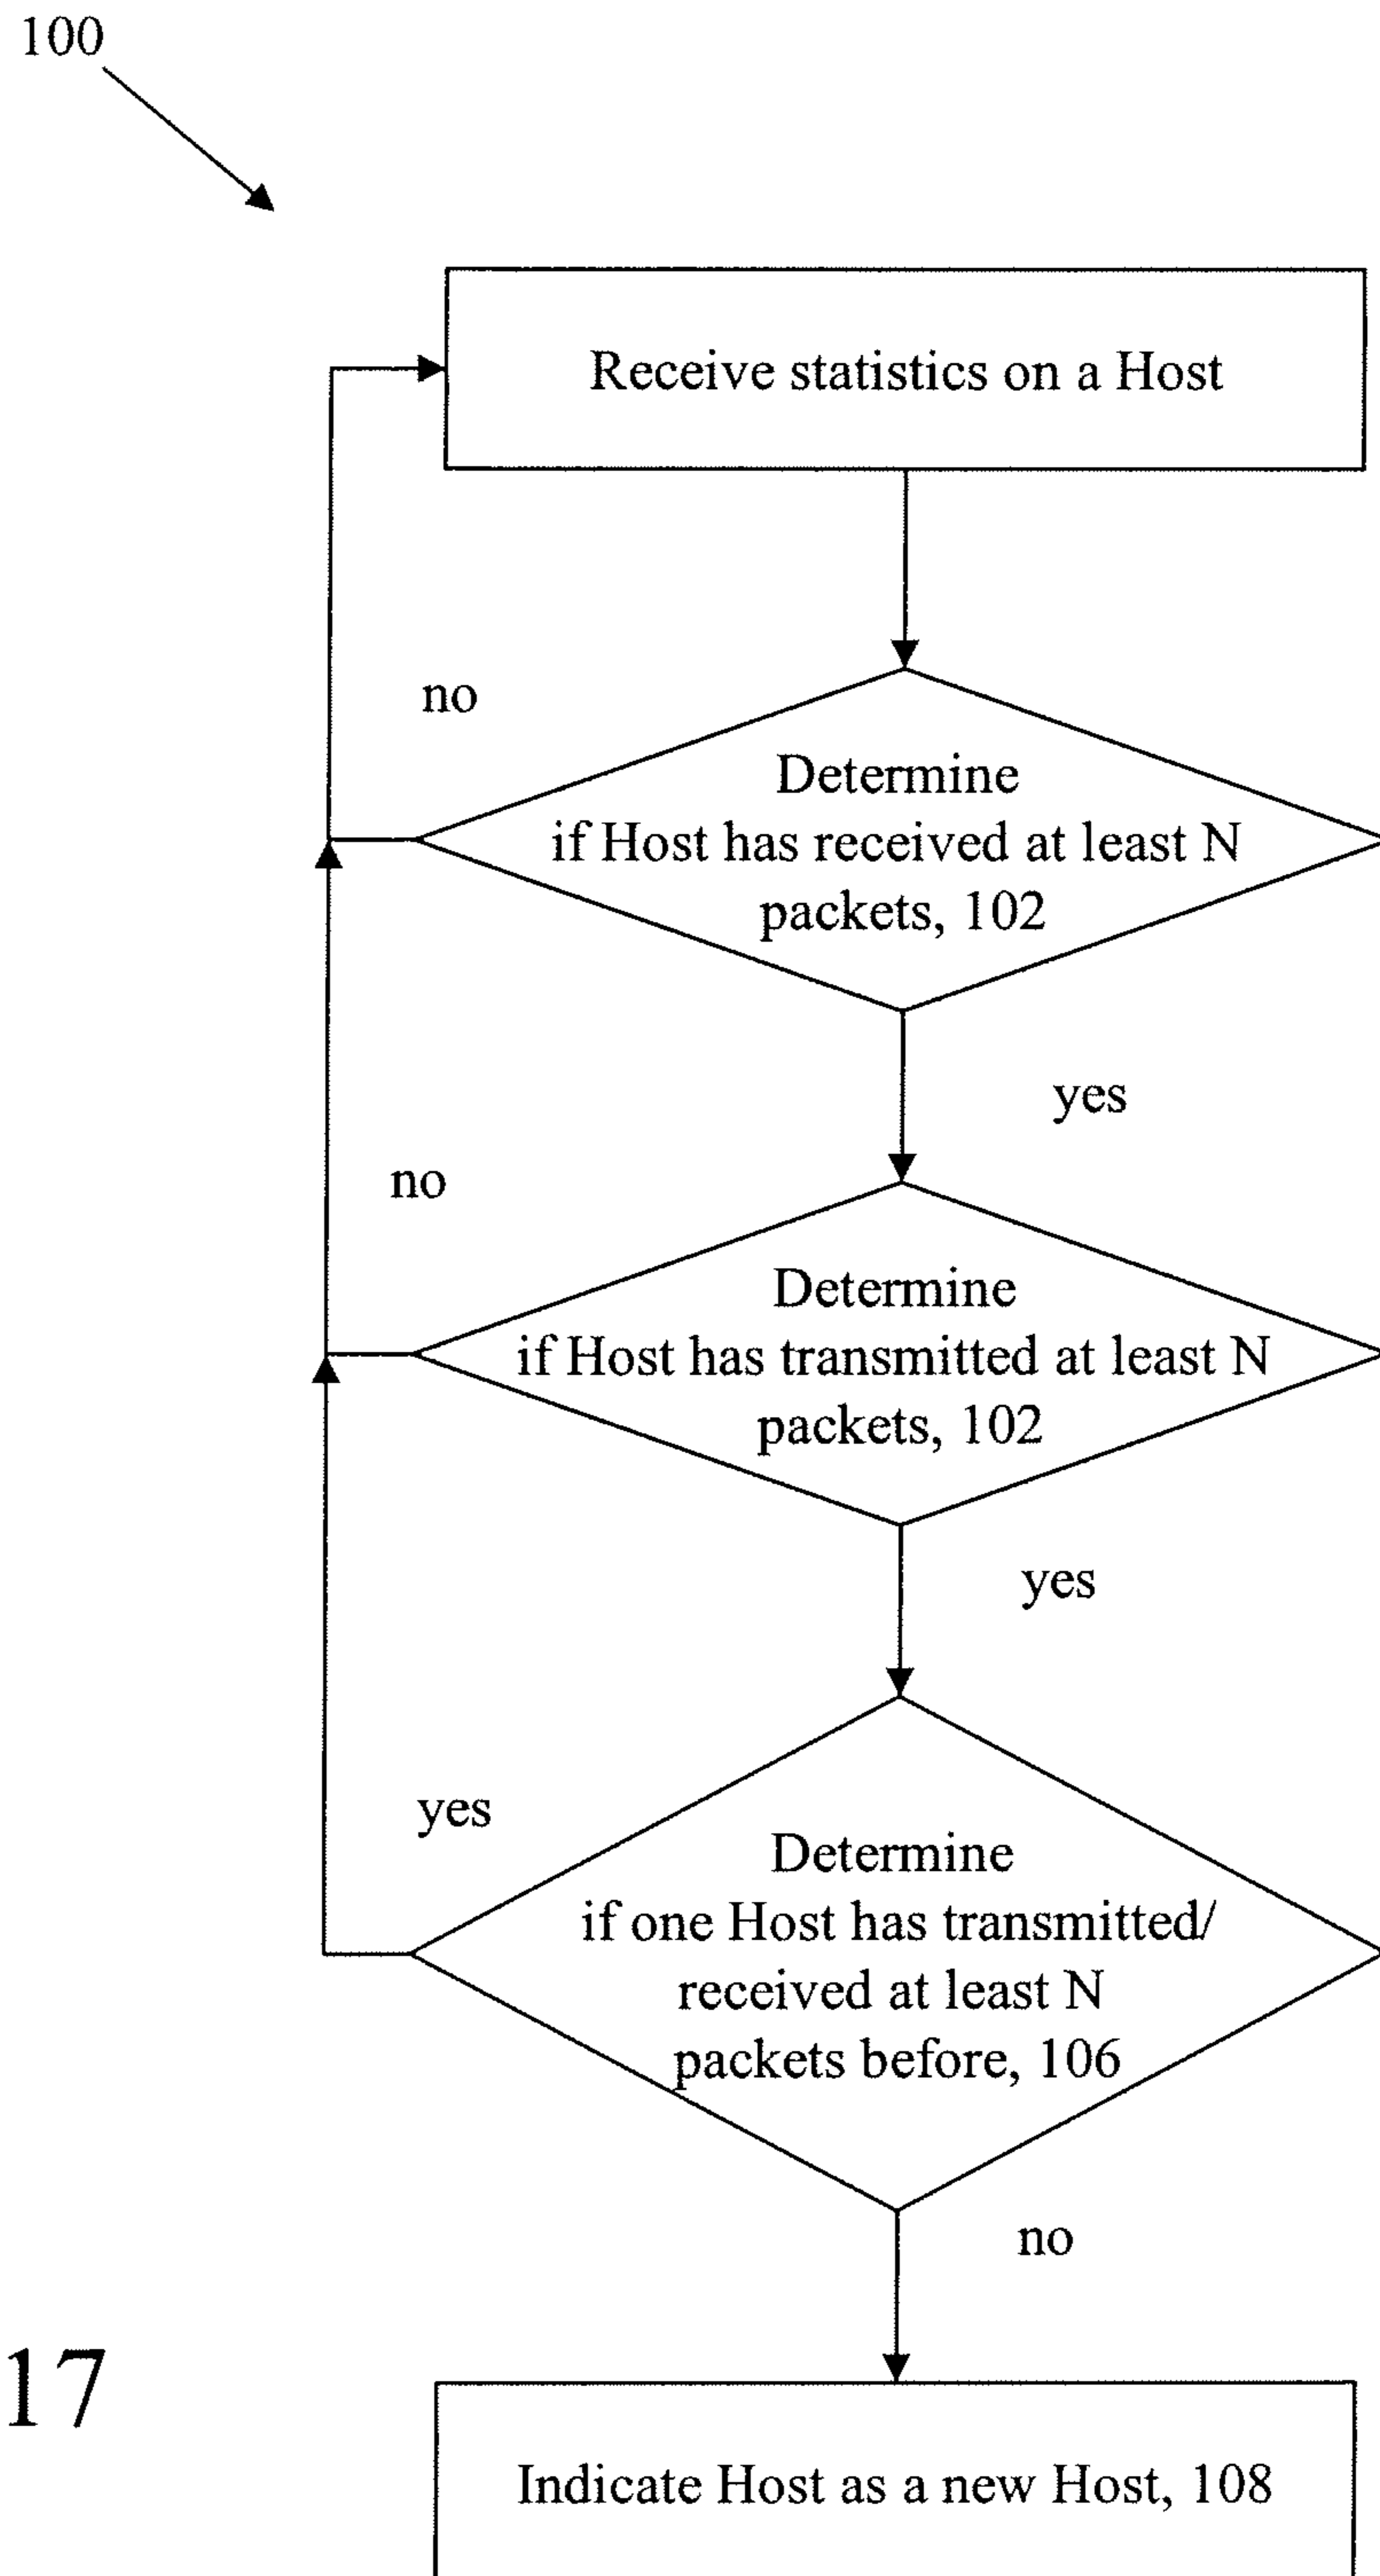 100
Receive statistics on a Host
no
Determine
if Host has received at least N
packets, 102
yes
no
Determine
if Host has transmitted at least N
packets, 102
yes
yes
Determine
if one Host has transmitted/
received at least N
packets before, 106
no
17
Indicate Host as a new Host, 108